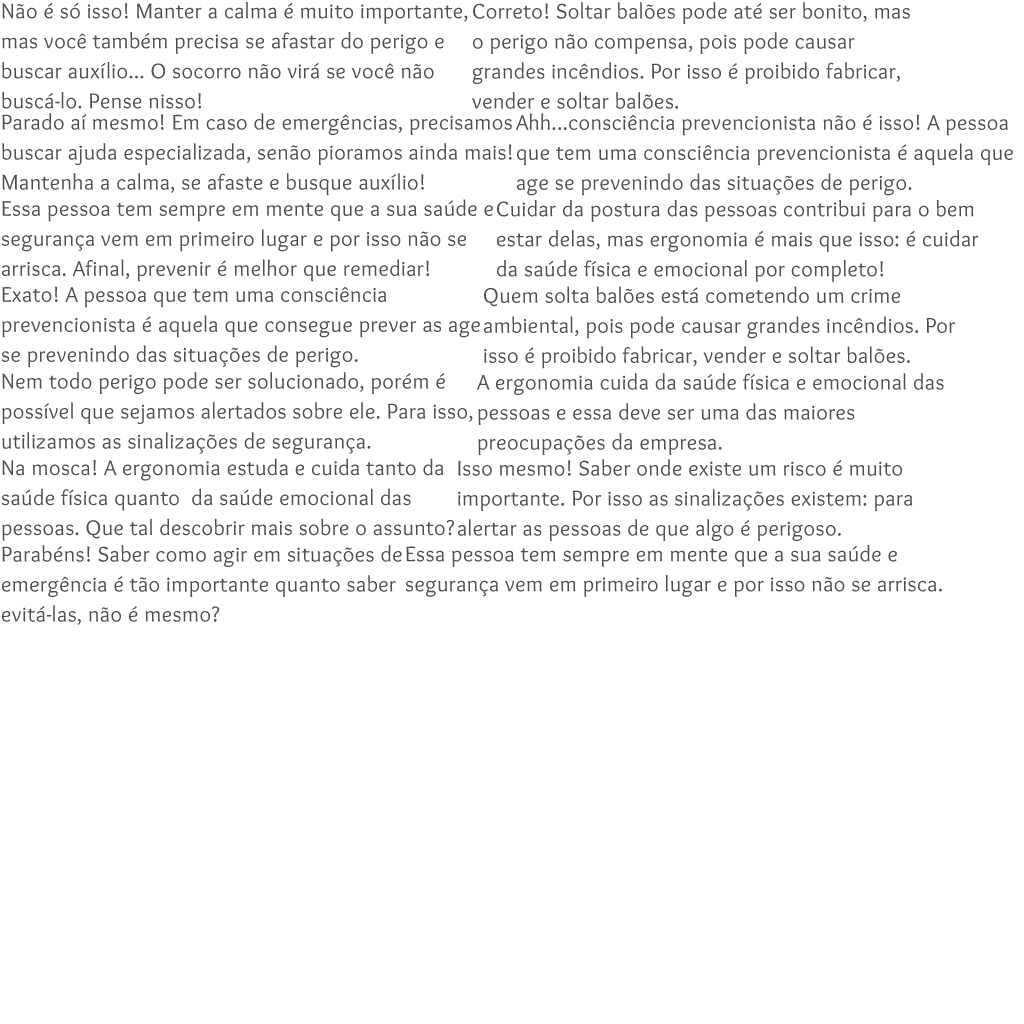 Não é só isso! Manter a calma é muito importante,
mas você também precisa se afastar do perigo e
buscar auxílio... O socorro não virá se você não
buscá-lo. Pense nisso!
Correto! Soltar balões pode até ser bonito, mas
o perigo não compensa, pois pode causar
grandes incêndios. Por isso é proibido fabricar,
vender e soltar balões.
Parado aí mesmo! Em caso de emergências, precisamos
buscar ajuda especializada, senão pioramos ainda mais!
Mantenha a calma, se afaste e busque auxílio!
Ahh...consciência prevencionista não é isso! A pessoa
que tem uma consciência prevencionista é aquela que
age se prevenindo das situações de perigo.
Essa pessoa tem sempre em mente que a sua saúde e
segurança vem em primeiro lugar e por isso não se
arrisca. Afinal, prevenir é melhor que remediar!
Cuidar da postura das pessoas contribui para o bem
estar delas, mas ergonomia é mais que isso: é cuidar
da saúde física e emocional por completo!
Exato! A pessoa que tem uma consciência
prevencionista é aquela que consegue prever as age
se prevenindo das situações de perigo.
Quem solta balões está cometendo um crime
ambiental, pois pode causar grandes incêndios. Por
isso é proibido fabricar, vender e soltar balões.
Nem todo perigo pode ser solucionado, porém é
possível que sejamos alertados sobre ele. Para isso,
utilizamos as sinalizações de segurança.
A ergonomia cuida da saúde física e emocional das
pessoas e essa deve ser uma das maiores
preocupações da empresa.
Na mosca! A ergonomia estuda e cuida tanto da
saúde física quanto  da saúde emocional das
pessoas. Que tal descobrir mais sobre o assunto?
Isso mesmo! Saber onde existe um risco é muito
importante. Por isso as sinalizações existem: para
alertar as pessoas de que algo é perigoso.
Parabéns! Saber como agir em situações de
emergência é tão importante quanto saber
evitá-las, não é mesmo?
Essa pessoa tem sempre em mente que a sua saúde e
segurança vem em primeiro lugar e por isso não se arrisca.